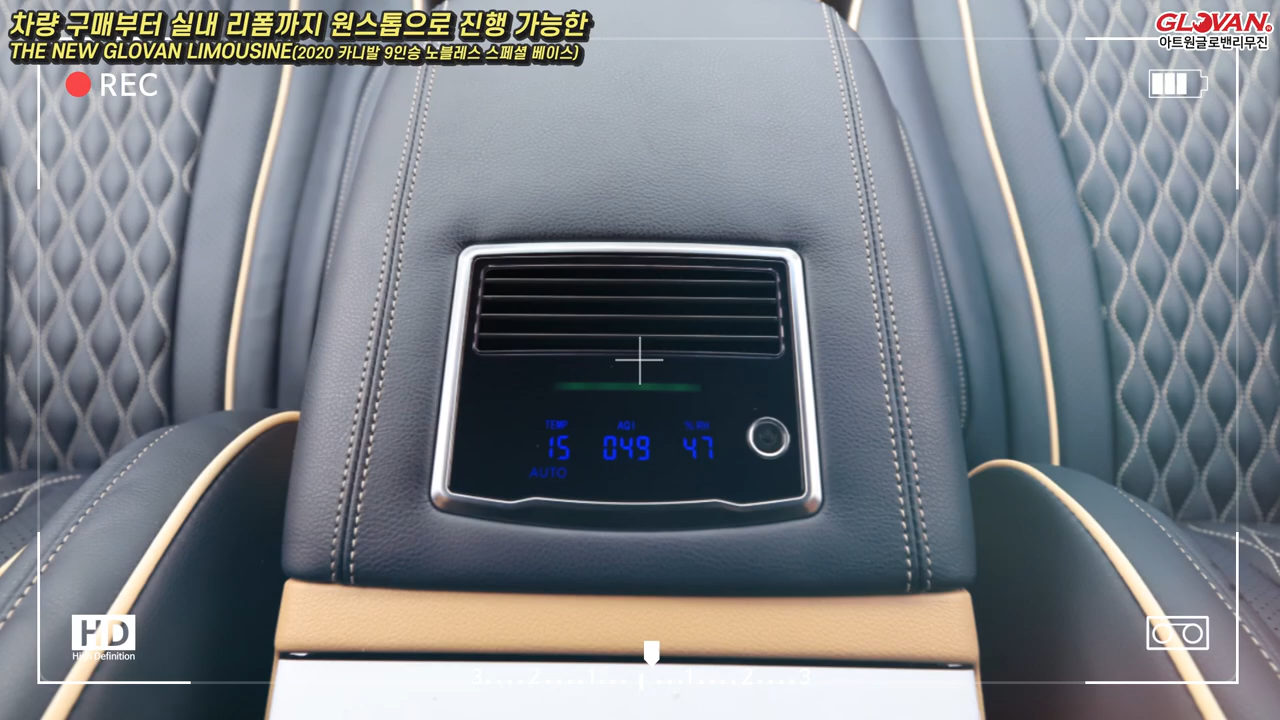 차량 구매부터 실내 리폼까지 원스톱으로 진행 가능한
THE NEW GLOVAN LIMOUSINE(2020 카니발 9인승 노블레스 스페셜 베이스)
GLOVAN.
아트원글로밴리무진
REC
TEMP AQI %RH
15 049 47
AUTO
HD
High Definition
3 2 1 1 2 3